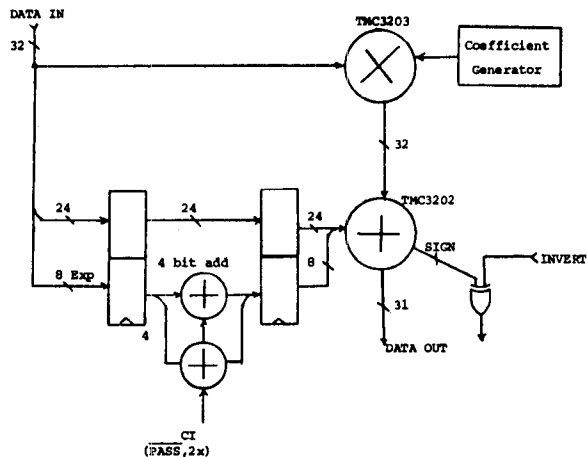 DATA IN
32
TMC3203
Coefficient
Generator
32
24
24
24
TMC3202
8 Exp
4 bit add
8
SIGN
INVERT
4
31
DATA OUT
CI
(PASS,2x)